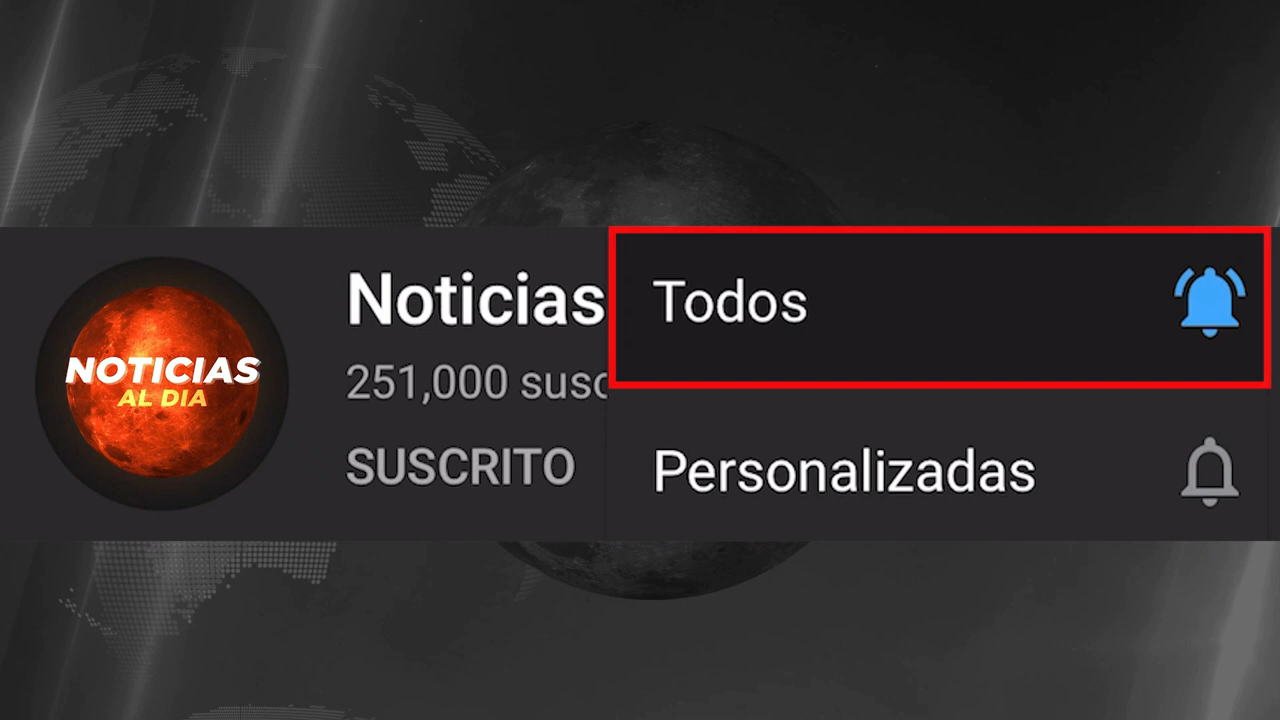 NOTICIAS
AL DIA
Noticias
251,000 susc
SUSCRITO
Todos
Personalizadas